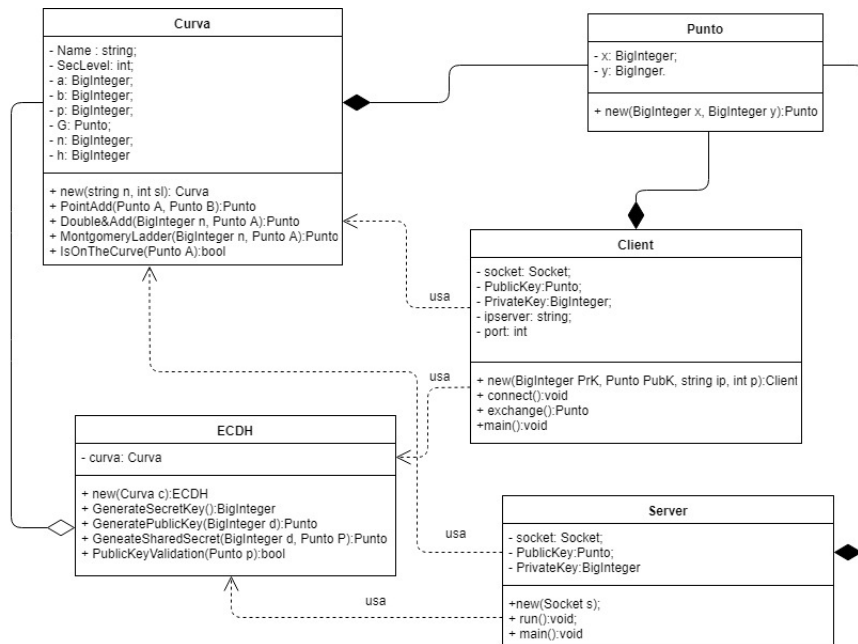 Curva
- Name : string;
- SecLevel: int;
- a: BigInteger;
- b: BigInteger;
- p: BigInteger;
- G: Punto;
- n: BigInteger;
- h: BigInteger
+ new(string n, int sl): Curva
+ PointAdd(Punto A, Punto B):Punto
+ Double&Add(BigInteger n, Punto A):Punto
+ MontgomeryLadder(BigInteger n, Punto A):Punto
+ IsOnTheCurve(Punto A):bool
Punto
- x: BigInteger;
- y: BigInger.
+ new(BigInteger x, BigInteger y):Punto
Client
- socket: Socket;
- PublicKey:Punto;
- PrivateKey:BigInteger;
- ipserver: string;
- port: int
+ new(BigInteger PrK, Punto PubK, string ip, int p):Client
+ connect():void
+ exchange():Punto
+main():void
usa
usa
ECDH
- curva: Curva
+ new(Curva c):ECDH
+ GenerateSecretKey():BigInteger
+ GeneratePublicKey(BigInteger d):Punto
+ GeneateSharedSecret(BigInteger d, Punto P):Punto
+ PublicKeyValidation(Punto p):bool
Server
- socket: Socket;
- PublicKey:Punto;
- PrivateKey:BigInteger
+new(Socket s);
+ run():void;
+ main():void
usa
usa